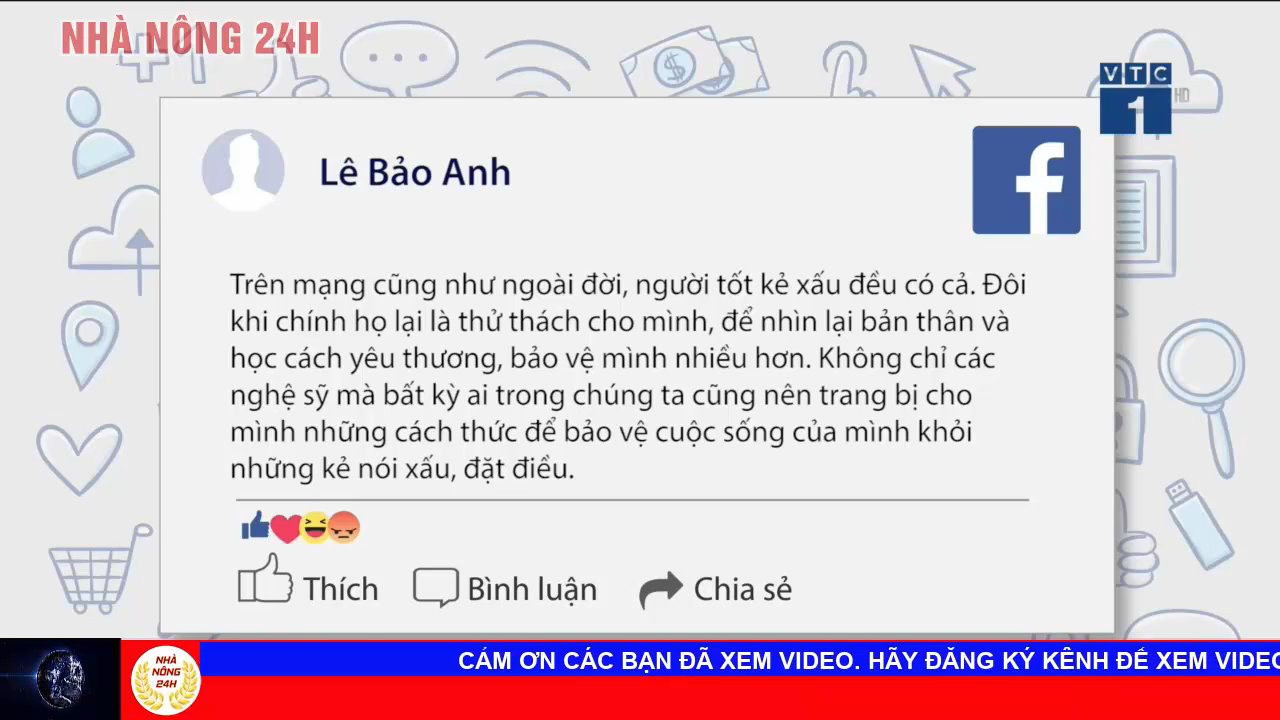 NHÀ NÔNG 24H
VTC
1
HD
Lê Bảo Anh
f
Trên mạng cũng như ngoài đời, người tốt kẻ xấu đều có cả. Đôi
khi chính họ lại là thử thách cho mình, để nhìn lại bản thân và
học cách yêu thương, bảo vệ mình nhiều hơn. Không chỉ các
nghệ sỹ mà bất kỳ ai trong chúng ta cũng nên trang bị cho
mình những cách thức để bảo vệ cuộc sống của mình khỏi
những kẻ nói xấu, đặt điều.
Thích
Bình luận
Chia sẻ
NHÀ
NÔNG
24H
CẢM ƠN CÁC BẠN ĐÃ XEM VIDEO. HÃY ĐĂNG KÝ KÊNH ĐỂ XEM VIDEO